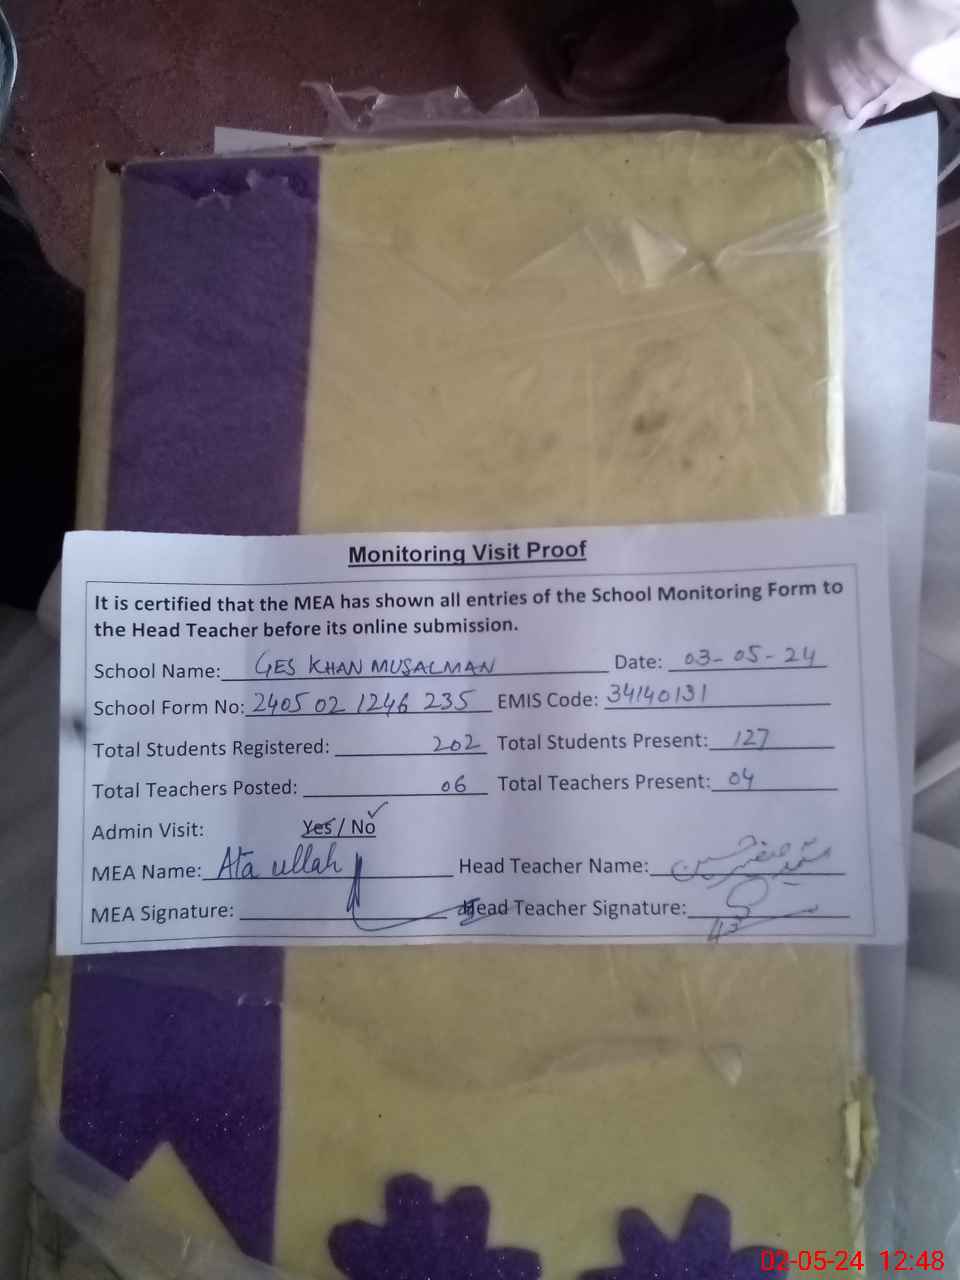 Monitoring Visit Proof
It is certified that the MEA has shown all entries of the School Monitoring Form to
the Head Teacher before its online submission.
School Name: GES KHAN MUSALMAN Date: 03-05-24
School Form No: 2405 02 1246 235 EMIS Code: 34140131
Total Students Registered: 202 Total Students Present: 127
Total Teachers Posted: 06 Total Teachers Present: 04
Admin Visit: Yes / No ✓
MEA Name: Ata ullah Head Teacher Name:
MEA Signature: Head Teacher Signature:
02-05-24 12:48